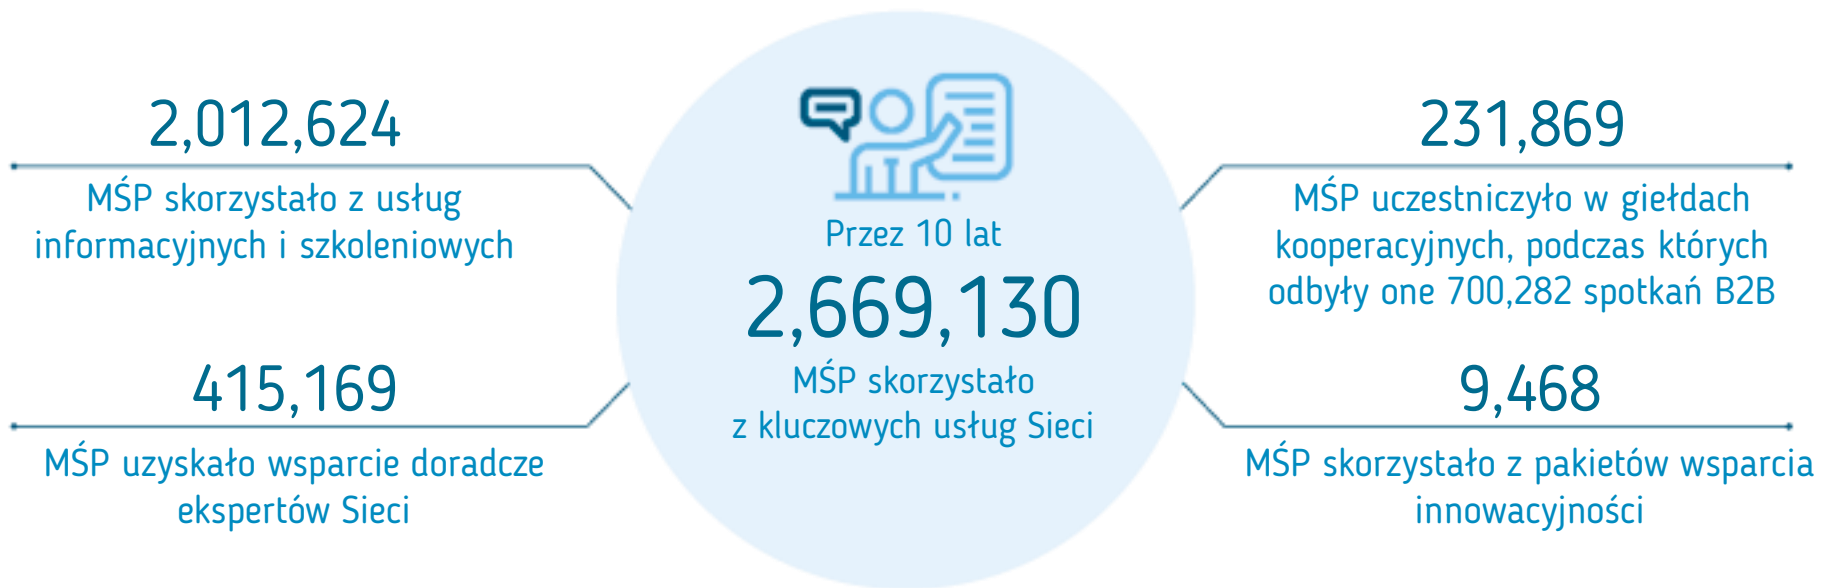 2,012,624
MŚP skorzystało z usług
informacyjnych i szkoleniowych
415,169
MŚP uzyskało wsparcie doradcze
ekspertów Sieci
Przez 10 lat
2,669,130
MŚP skorzystało
z kluczowych usług Sieci
231,869
MŚP uczestniczyło w giełdach
kooperacyjnych, podczas których
odbyły one 700,282 spotkań B2B
9,468
MŚP skorzystało z pakietów wsparcia
innowacyjności